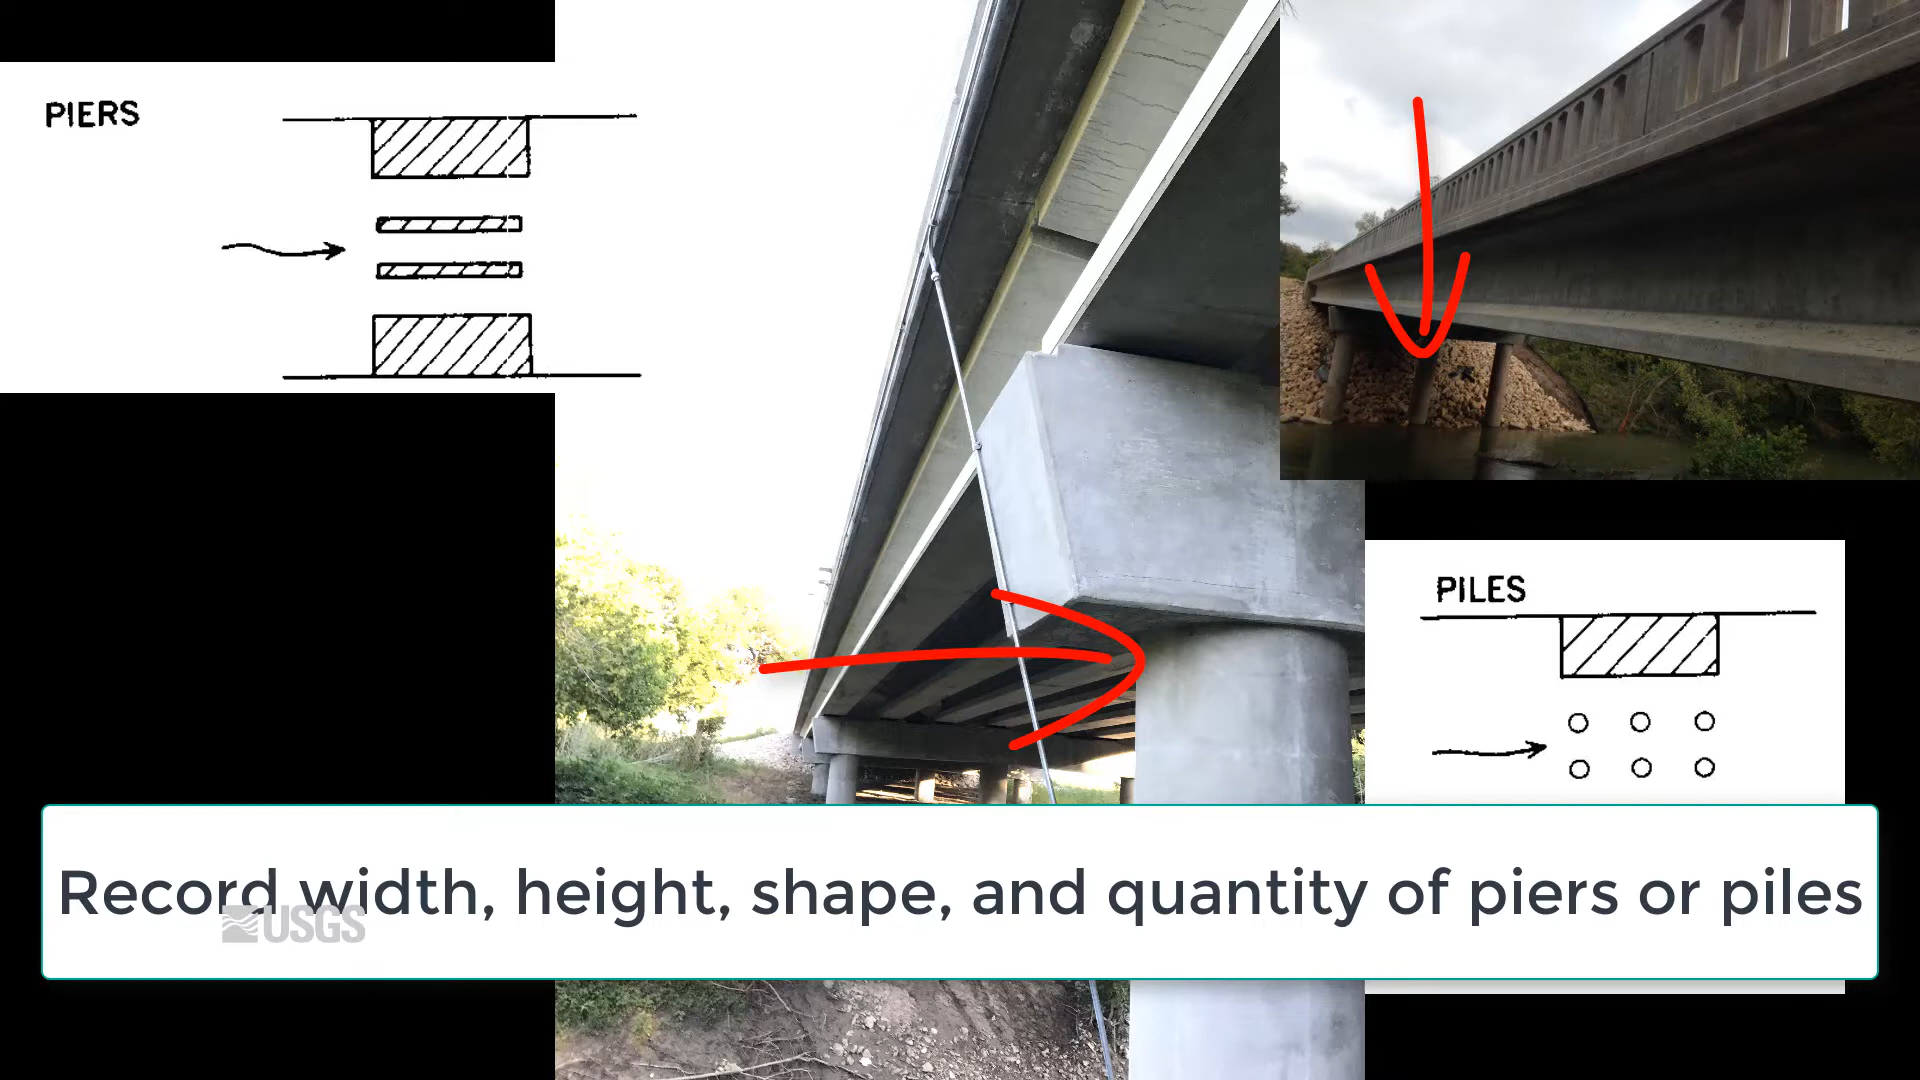 PIERS
PILES
Record width, height, shape, and quantity of piers or piles
USGS